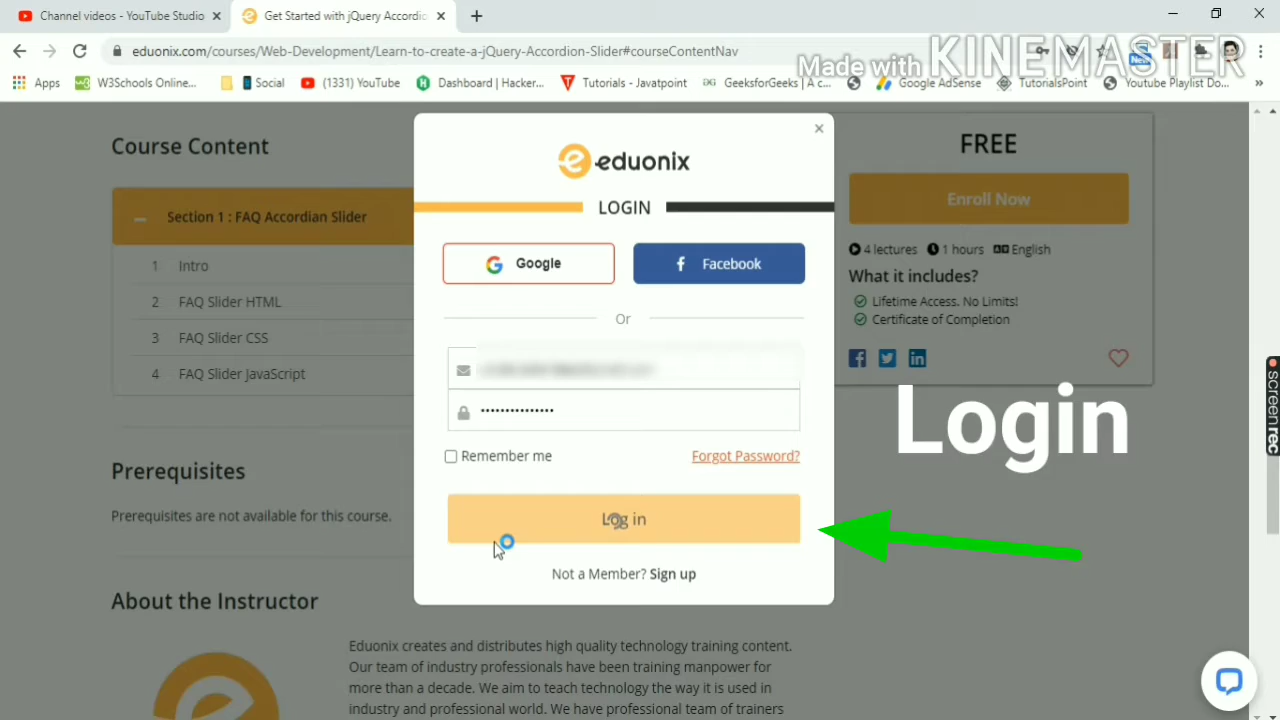 Channel videos - YouTube Studio
Get Started with jQuery Accordio
eduonix.com/courses/Web-Development/Learn-to-create-a-jQuery-Accordion-Slider#courseContentNav
Made with KINEMASTER
Apps
W3Schools Online...
Social
(1331) YouTube
Dashboard | Hacker...
Tutorials - Javatpoint
GeeksforGeeks | A c...
Google AdSense
TutorialsPoint
Youtube Playlist Do...
»
New
Course Content
Section 1 : FAQ Accordian Slider
1 Intro
2 FAQ Slider HTML
3 FAQ Slider CSS
4 FAQ Slider JavaScript
Prerequisites
Prerequisites are not available for this course.
About the Instructor
Eduonix creates and distributes high quality technology training content.
Our team of industry professionals have been training manpower for
more than a decade. We aim to teach technology the way it is used in
industry and professional world. We have professional team of trainers
eduonix
LOGIN
Google
Facebook
Or
Remember me
Forgot Password?
Log in
Not a Member? Sign up
FREE
Enroll Now
4 lectures
1 hours
English
What it includes?
Lifetime Access. No Limits!
Certificate of Completion
Login
screenrec